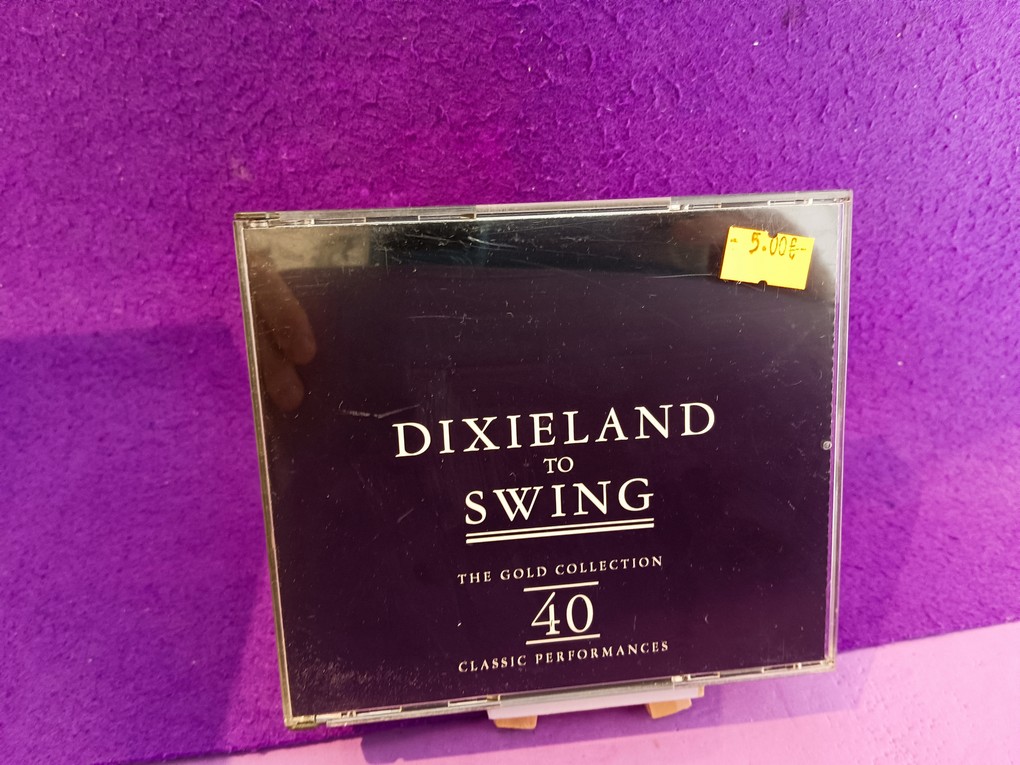 - 5.00€-
DIXIELAND
TO
SWING
THE GOLD COLLECTION
40
CLASSIC PERFORMANCES